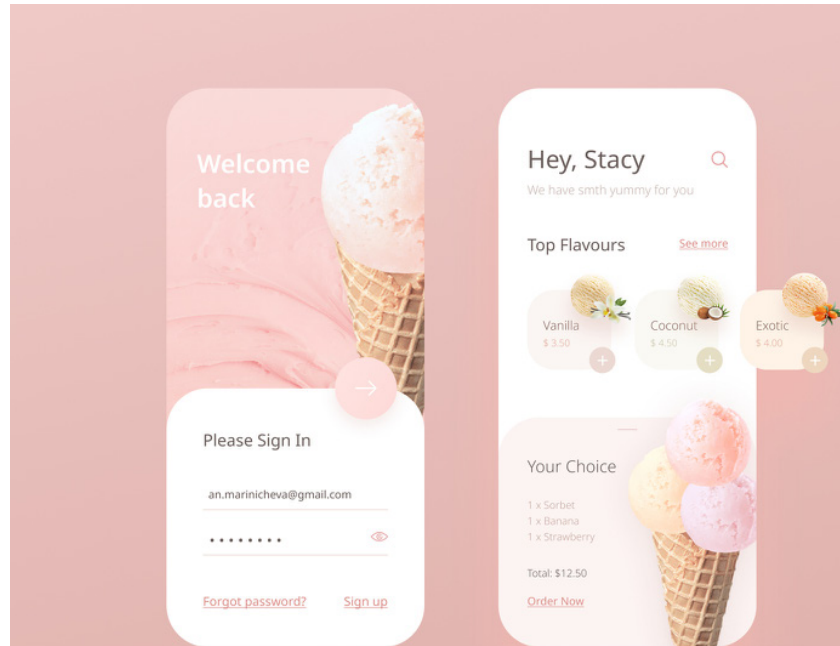 Welcome
back
Please Sign In
an.marinicheva@gmail.com
••••••••
Forgot password?
Sign up
Hey, Stacy
We have smth yummy for you
Top Flavours
See more
Vanilla
$ 3.50
Coconut
$ 4.50
Exotic
$ 4.00
Your Choice
1 x Sorbet
1 x Banana
1 x Strawberry
Total: $12.50
Order Now